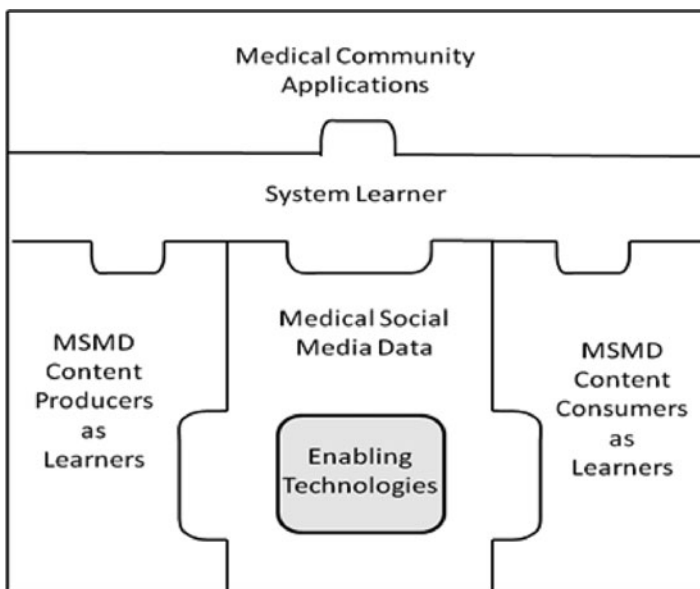 Medical Community
Applications
System Learner
MSMD
Content
Producers
as
Learners
Medical Social
Media Data
Enabling
Technologies
MSMD
Content
Consumers
as
Learners